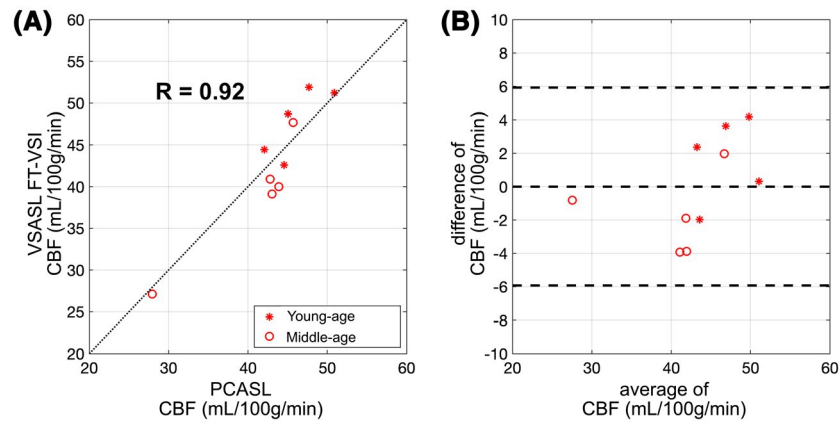 (A)
60
55
50
45
40
35
30
25
20
VSASL FT-VSI
CBF (mL/100g/min)
R = 0.92
* Young-age
○ Middle-age
20 30 40 50 60
PCASL
CBF (mL/100g/min)
(B)
10
8
6
4
2
0
-2
-4
-6
-8
-10
difference of
CBF (mL/100g/min)
20 30 40 50 60
average of
CBF (mL/100g/min)